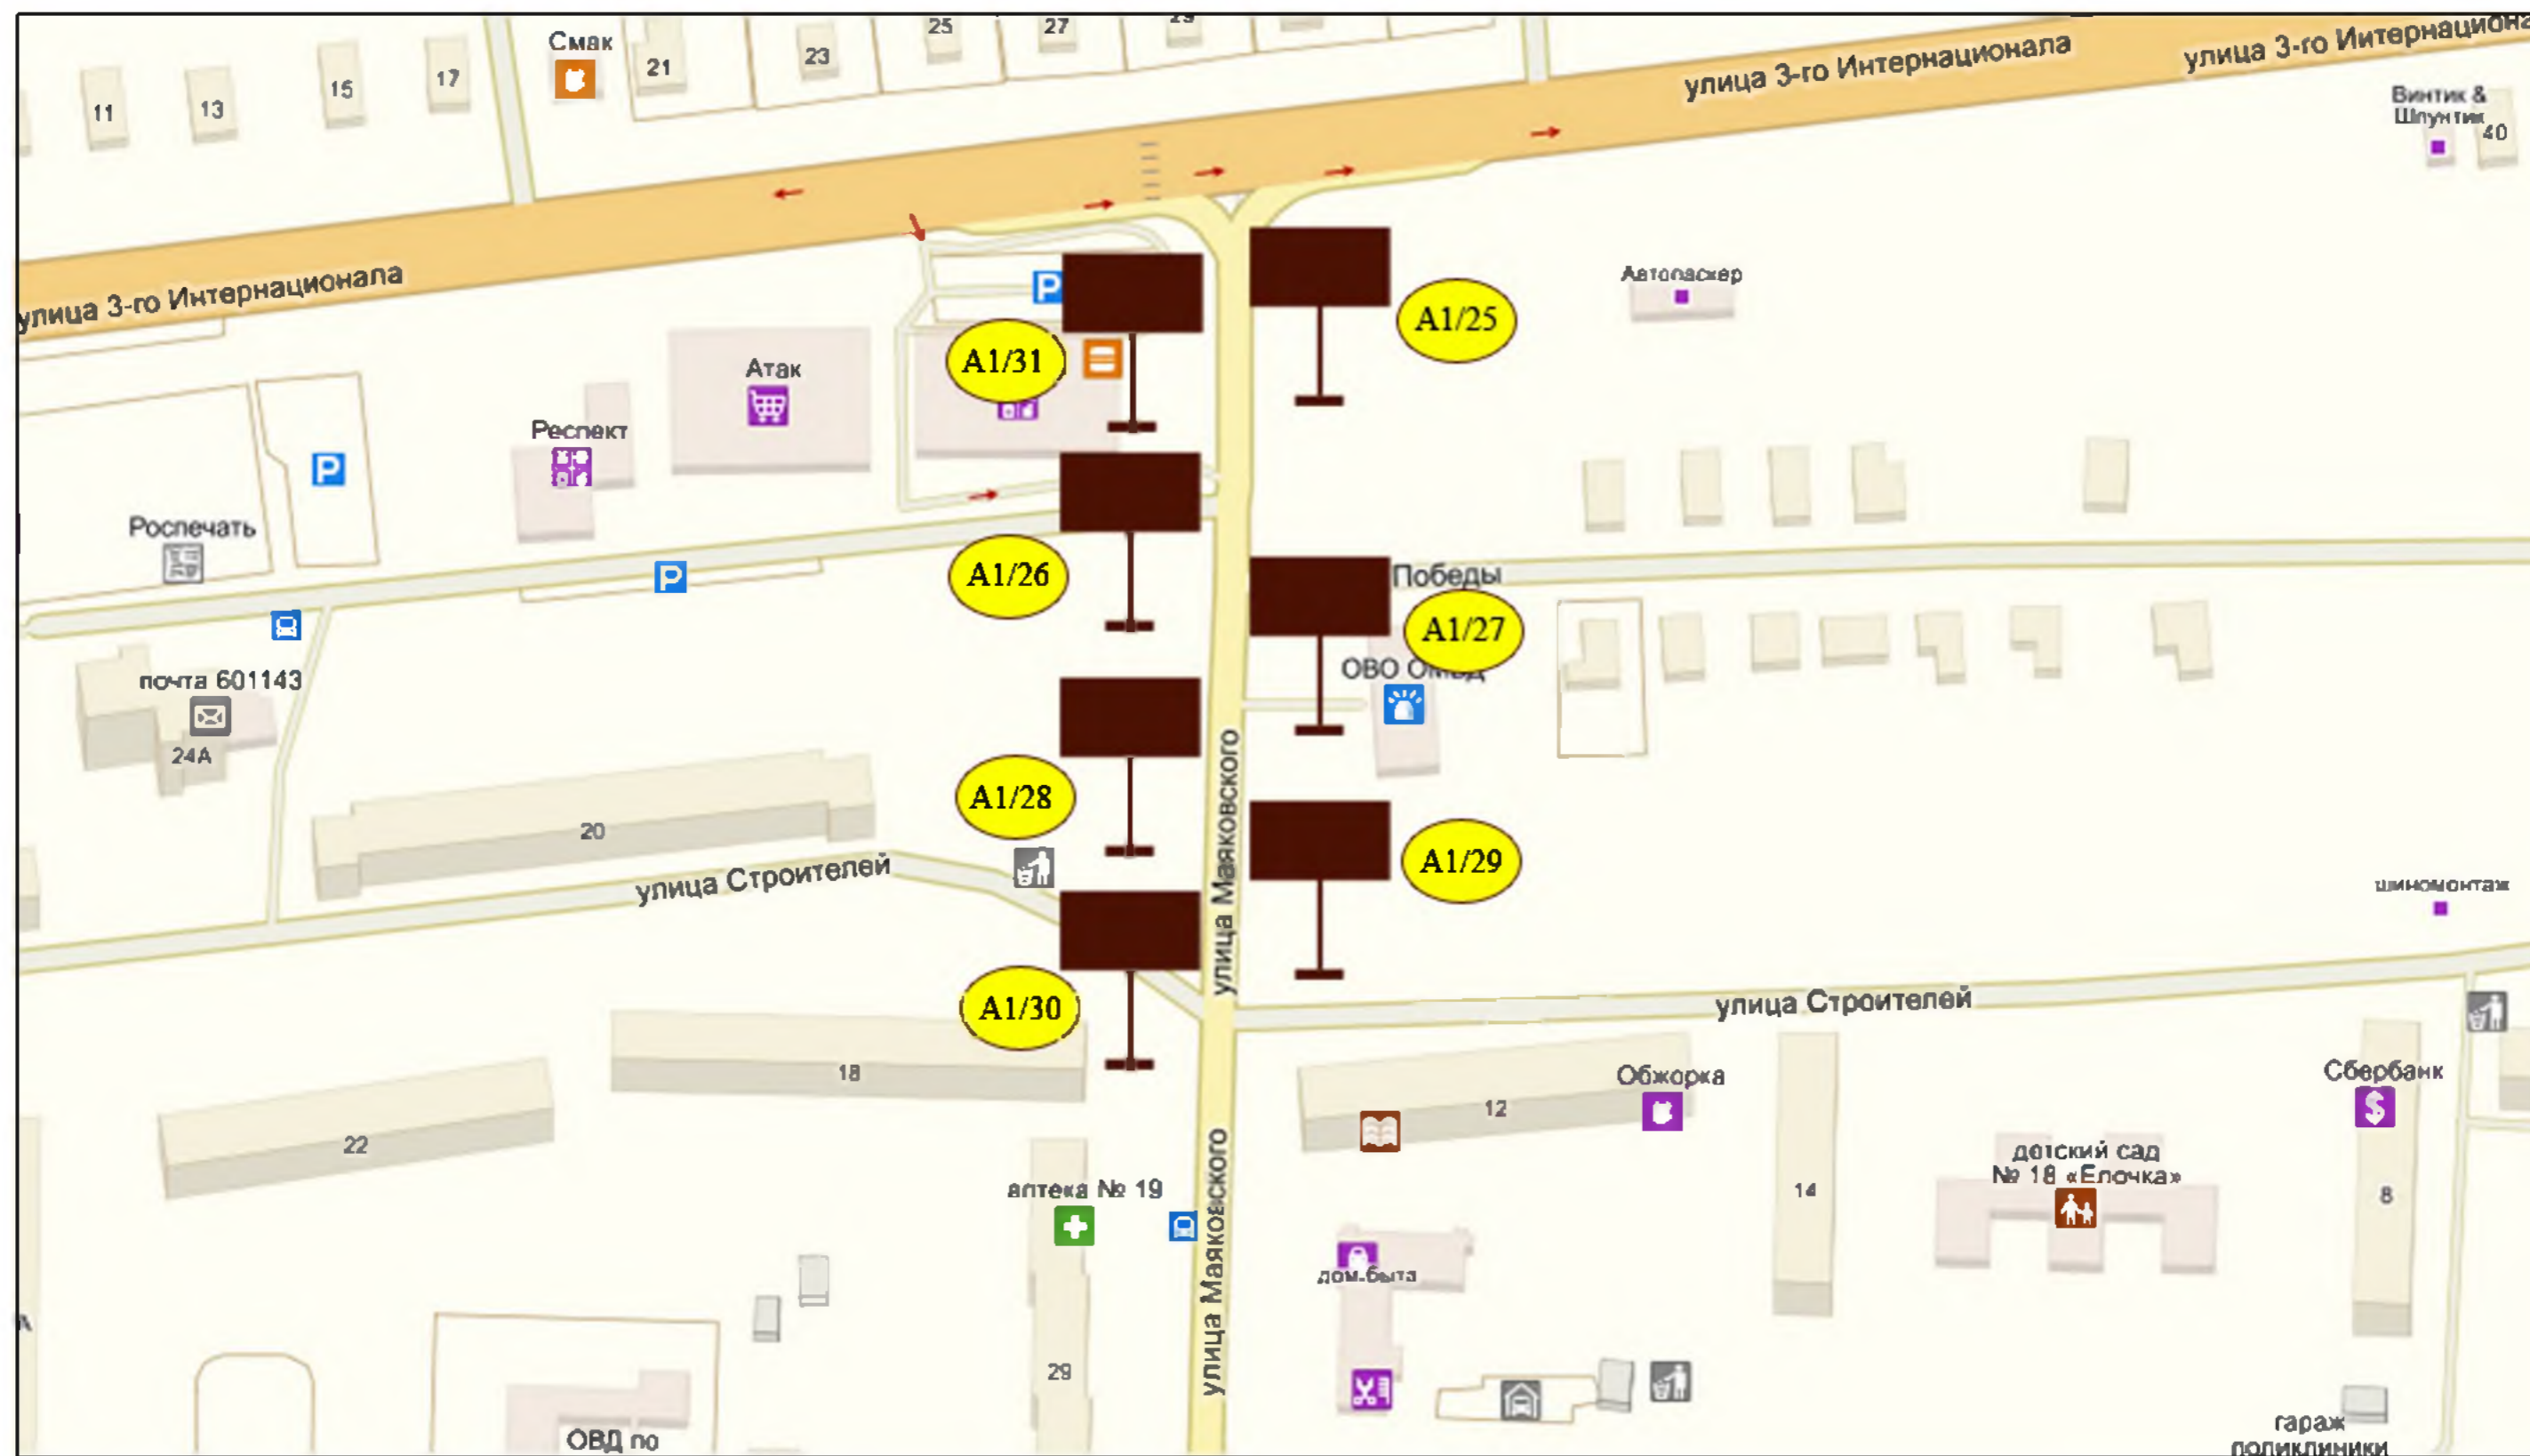 Смак
21
23
25
27
29
11
13
15
17
улица 3-го Интернационала
улица 3-го Интернациона
Винтик &
Шпунтик
40
улица 3-го Интернационала
P
Автопаскер
A1/25
A1/31
Атак
Респект
P
Роспечать
P
A1/26
Победы
A1/27
ОВО ОМВД
почта 601143
24А
A1/28
20
улица Маяковского
A1/29
улица Строителей
шиномонтаж
A1/30
улица Строителей
18
22
12
Обжорка
Сбербанк
$
детский сад
№ 18 «Елочка»
14
8
аптека № 19
улица Маяковского
дом.быта
29
ОВД по
гараж
поликлиники